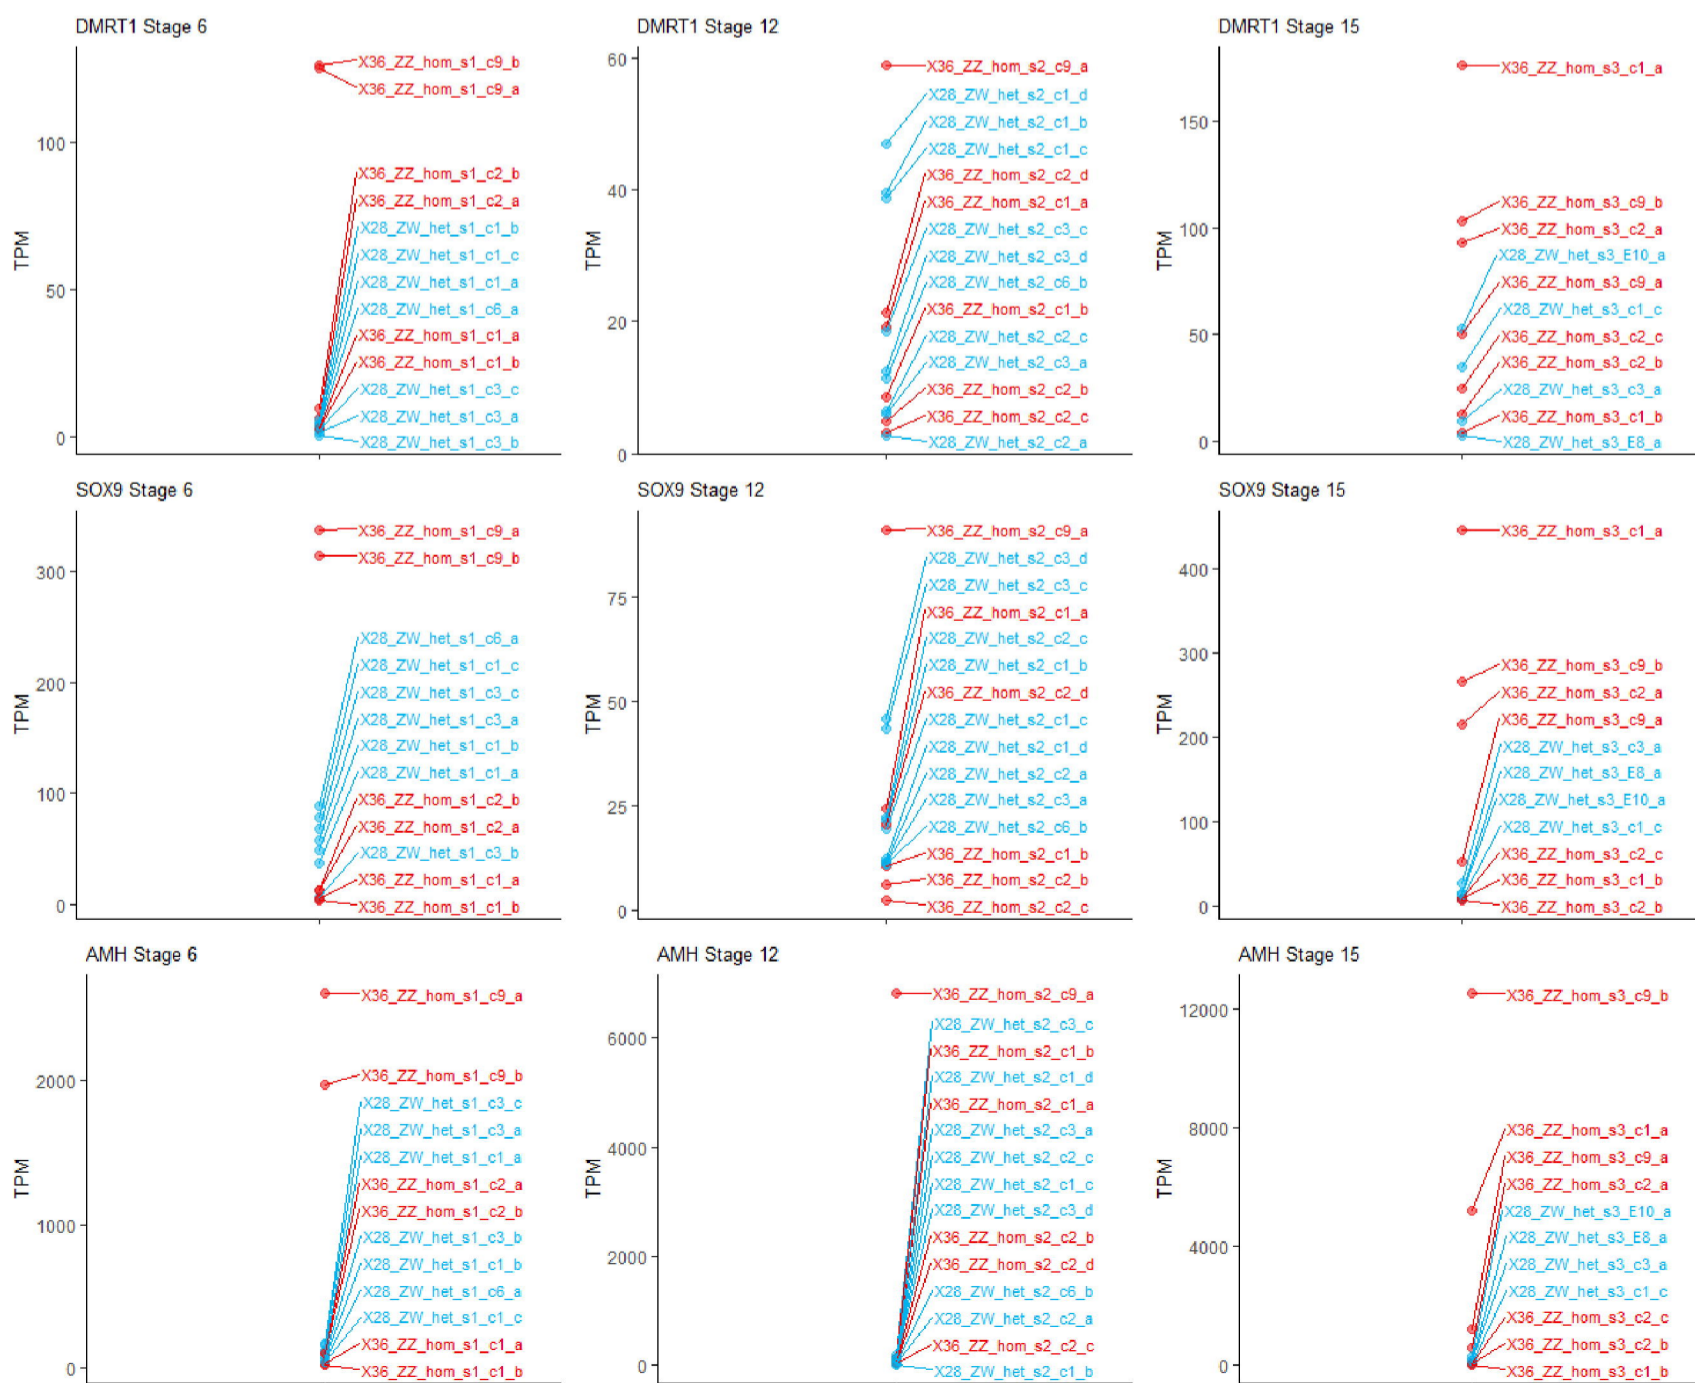 DMRT1 Stage 6
TPM
100
50
0
X36_ZZ_hom_s1_c9_b
X36_ZZ_hom_s1_c9_a
X36_ZZ_hom_s1_c2_b
X36_ZZ_hom_s1_c2_a
X28_ZW_het_s1_c1_b
X28_ZW_het_s1_c1_c
X28_ZW_het_s1_c1_a
X28_ZW_het_s1_c6_a
X36_ZZ_hom_s1_c1_a
X36_ZZ_hom_s1_c1_b
X28_ZW_het_s1_c3_c
X28_ZW_het_s1_c3_a
X28_ZW_het_s1_c3_b
DMRT1 Stage 12
TPM
60
40
20
0
X36_ZZ_hom_s2_c9_a
X28_ZW_het_s2_c1_d
X28_ZW_het_s2_c1_b
X28_ZW_het_s2_c1_c
X36_ZZ_hom_s2_c2_d
X36_ZZ_hom_s2_c1_a
X28_ZW_het_s2_c3_c
X28_ZW_het_s2_c3_d
X28_ZW_het_s2_c6_b
X36_ZZ_hom_s2_c1_b
X28_ZW_het_s2_c2_c
X28_ZW_het_s2_c3_a
X36_ZZ_hom_s2_c2_b
X36_ZZ_hom_s2_c2_c
X28_ZW_het_s2_c2_a
DMRT1 Stage 15
TPM
150
100
50
0
X36_ZZ_hom_s3_c1_a
X36_ZZ_hom_s3_c9_b
X36_ZZ_hom_s3_c2_a
X28_ZW_het_s3_E10_a
X36_ZZ_hom_s3_c9_a
X28_ZW_het_s3_c1_c
X36_ZZ_hom_s3_c2_c
X36_ZZ_hom_s3_c2_b
X28_ZW_het_s3_c3_a
X36_ZZ_hom_s3_c1_b
X28_ZW_het_s3_E8_a
SOX9 Stage 6
TPM
300
200
100
0
X36_ZZ_hom_s1_c9_a
X36_ZZ_hom_s1_c9_b
X28_ZW_het_s1_c6_a
X28_ZW_het_s1_c1_c
X28_ZW_het_s1_c3_c
X28_ZW_het_s1_c3_a
X28_ZW_het_s1_c1_b
X28_ZW_het_s1_c1_a
X36_ZZ_hom_s1_c2_b
X36_ZZ_hom_s1_c2_a
X28_ZW_het_s1_c3_b
X36_ZZ_hom_s1_c1_a
X36_ZZ_hom_s1_c1_b
SOX9 Stage 12
TPM
75
50
25
0
X36_ZZ_hom_s2_c9_a
X28_ZW_het_s2_c3_d
X28_ZW_het_s2_c3_c
X36_ZZ_hom_s2_c1_a
X28_ZW_het_s2_c2_c
X28_ZW_het_s2_c1_b
X36_ZZ_hom_s2_c2_d
X28_ZW_het_s2_c1_c
X28_ZW_het_s2_c1_d
X28_ZW_het_s2_c2_a
X28_ZW_het_s2_c3_a
X28_ZW_het_s2_c6_b
X36_ZZ_hom_s2_c1_b
X36_ZZ_hom_s2_c2_b
X36_ZZ_hom_s2_c2_c
SOX9 Stage 15
TPM
400
300
200
100
0
X36_ZZ_hom_s3_c1_a
X36_ZZ_hom_s3_c9_b
X36_ZZ_hom_s3_c2_a
X36_ZZ_hom_s3_c9_a
X28_ZW_het_s3_c3_a
X28_ZW_het_s3_E8_a
X28_ZW_het_s3_E10_a
X28_ZW_het_s3_c1_c
X36_ZZ_hom_s3_c2_c
X36_ZZ_hom_s3_c1_b
X36_ZZ_hom_s3_c2_b
AMH Stage 6
TPM
2000
1000
0
X36_ZZ_hom_s1_c9_a
X36_ZZ_hom_s1_c9_b
X28_ZW_het_s1_c3_c
X28_ZW_het_s1_c3_a
X28_ZW_het_s1_c1_a
X36_ZZ_hom_s1_c2_a
X36_ZZ_hom_s1_c2_b
X28_ZW_het_s1_c3_b
X28_ZW_het_s1_c1_b
X28_ZW_het_s1_c6_a
X28_ZW_het_s1_c1_c
X36_ZZ_hom_s1_c1_a
X36_ZZ_hom_s1_c1_b
AMH Stage 12
TPM
6000
4000
2000
0
X36_ZZ_hom_s2_c9_a
X28_ZW_het_s2_c3_c
X36_ZZ_hom_s2_c1_b
X28_ZW_het_s2_c1_d
X36_ZZ_hom_s2_c1_a
X28_ZW_het_s2_c3_a
X28_ZW_het_s2_c2_c
X28_ZW_het_s2_c1_c
X28_ZW_het_s2_c3_d
X36_ZZ_hom_s2_c2_b
X36_ZZ_hom_s2_c2_d
X28_ZW_het_s2_c6_b
X28_ZW_het_s2_c2_a
X36_ZZ_hom_s2_c2_c
X28_ZW_het_s2_c1_b
AMH Stage 15
TPM
12000
8000
4000
0
X36_ZZ_hom_s3_c9_b
X36_ZZ_hom_s3_c1_a
X36_ZZ_hom_s3_c9_a
X36_ZZ_hom_s3_c2_a
X28_ZW_het_s3_E10_a
X28_ZW_het_s3_E8_a
X28_ZW_het_s3_c3_a
X28_ZW_het_s3_c1_c
X36_ZZ_hom_s3_c2_c
X36_ZZ_hom_s3_c2_b
X36_ZZ_hom_s3_c1_b